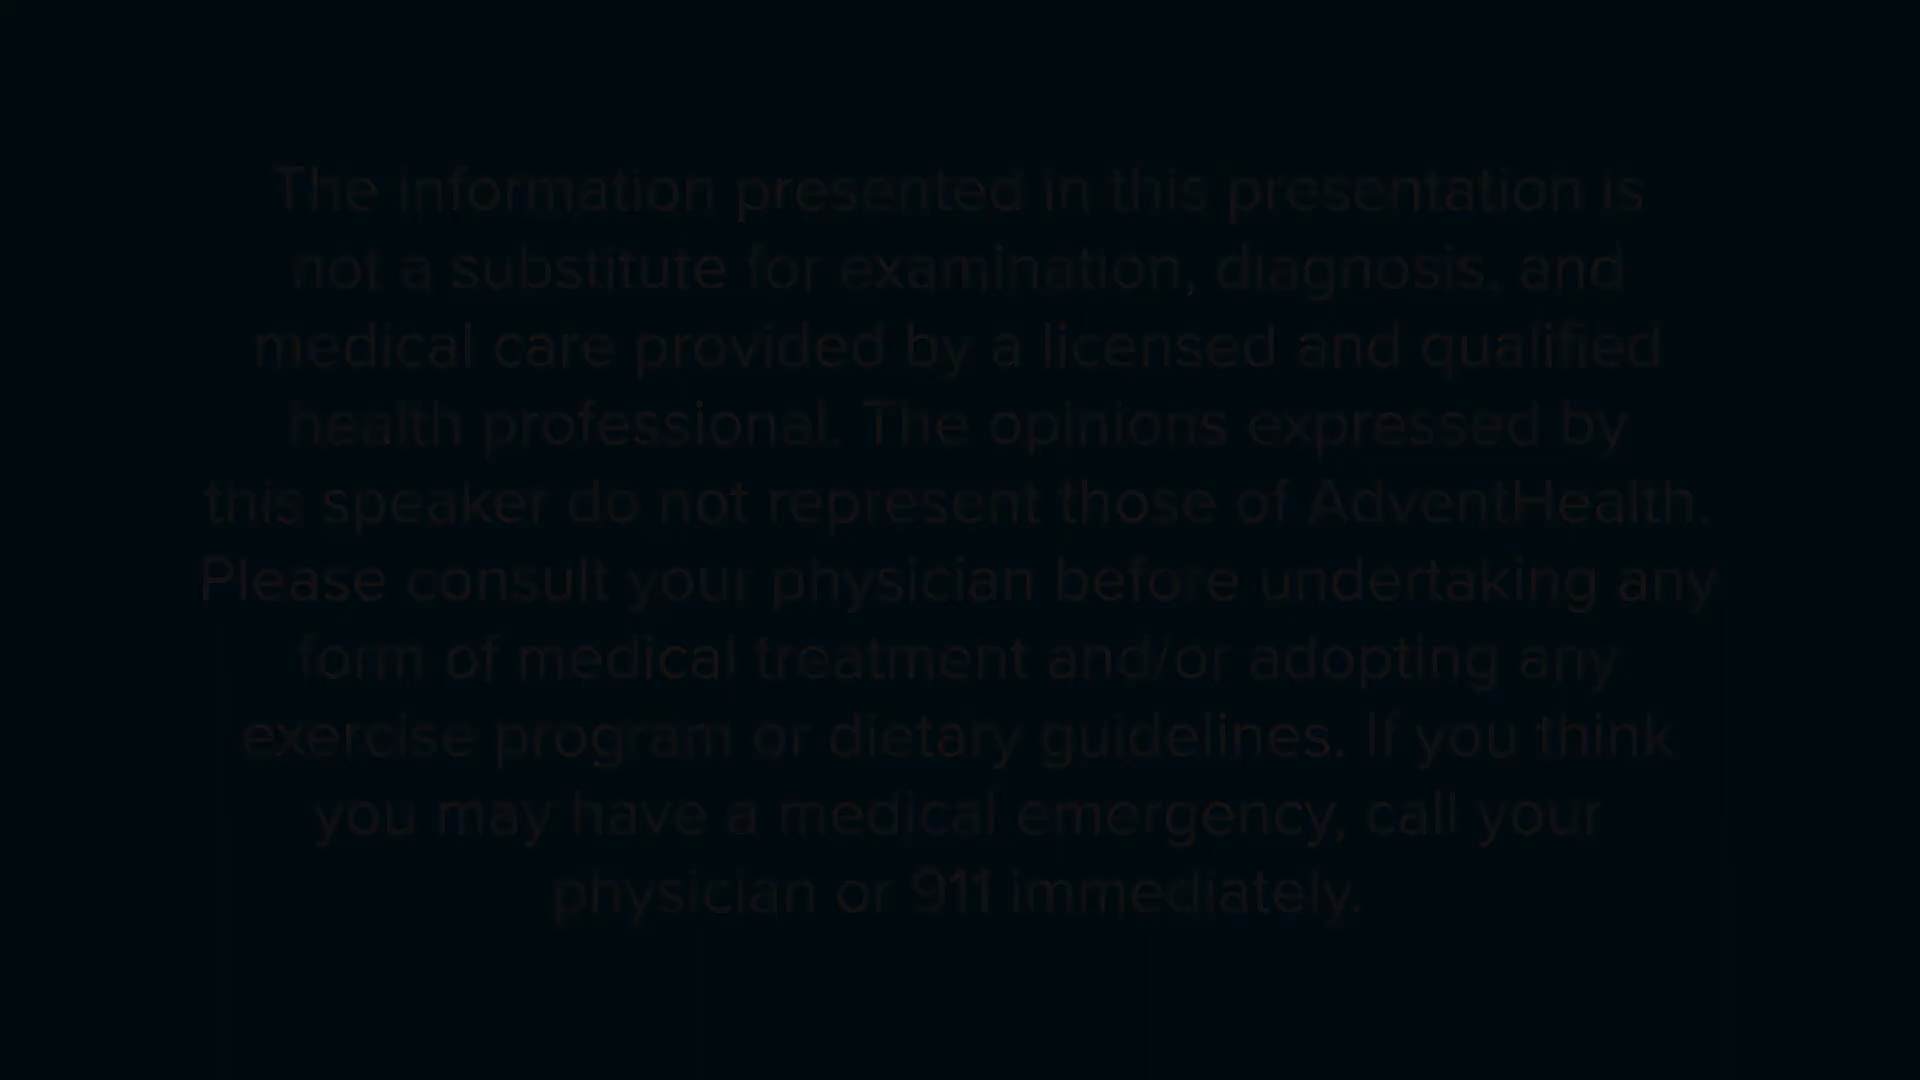 The information presented in this presentation is
not a substitute for examination, diagnosis, and
medical care provided by a licensed and qualified
health professional. The opinions expressed by
this speaker do not represent those of AdventHealth.
Please consult your physician before undertaking any
form of medical treatment and/or adopting any
exercise program or dietary guidelines. If you think
you may have a medical emergency, call your
physician or 911 immediately.